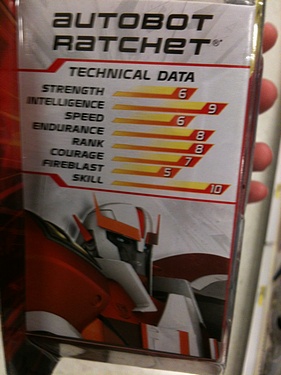 AUTOBOT
RATCHET®*
TECHNICAL DATA
STRENGTH 6
INTELLIGENCE 9
SPEED 6
ENDURANCE 8
RANK 8
COURAGE 7
FIREBLAST 5
SKILL 10